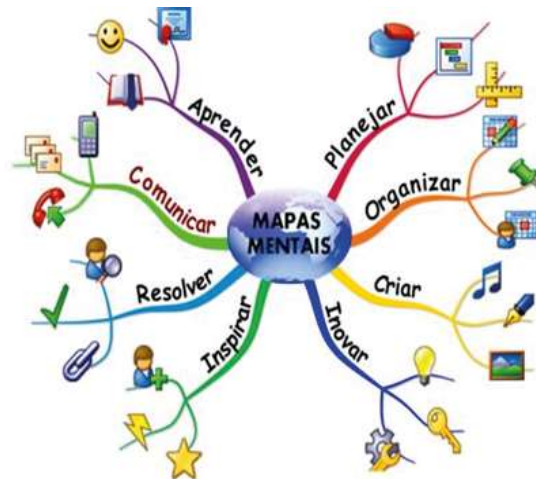 Aprender
Planejar
Comunicar
MAPAS
MENTAIS
Organizar
Resolver
Criar
Inspirar
Inovar